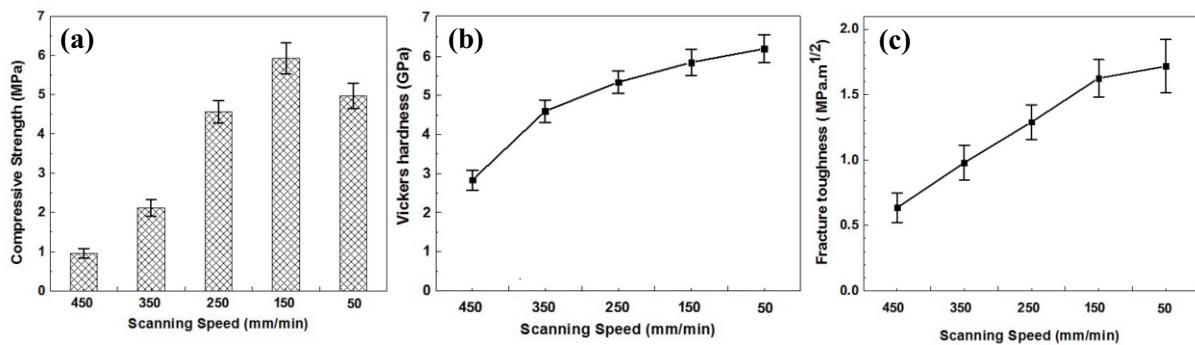 (a)
Compressive Strength (MPa)
7
6
5
4
3
2
1
0
450 350 250 150 50
Scanning Speed (mm/min)
(b)
Vickers hardness (GPa)
7
6
5
4
3
2
1
0
450 350 250 150 50
Scanning Speed (mm/min)
(c)
Fracture toughness ( MPa.m1/2)
2.0
1.5
1.0
0.5
0.0
450 350 250 150 50
Scanning Speed (mm/min)